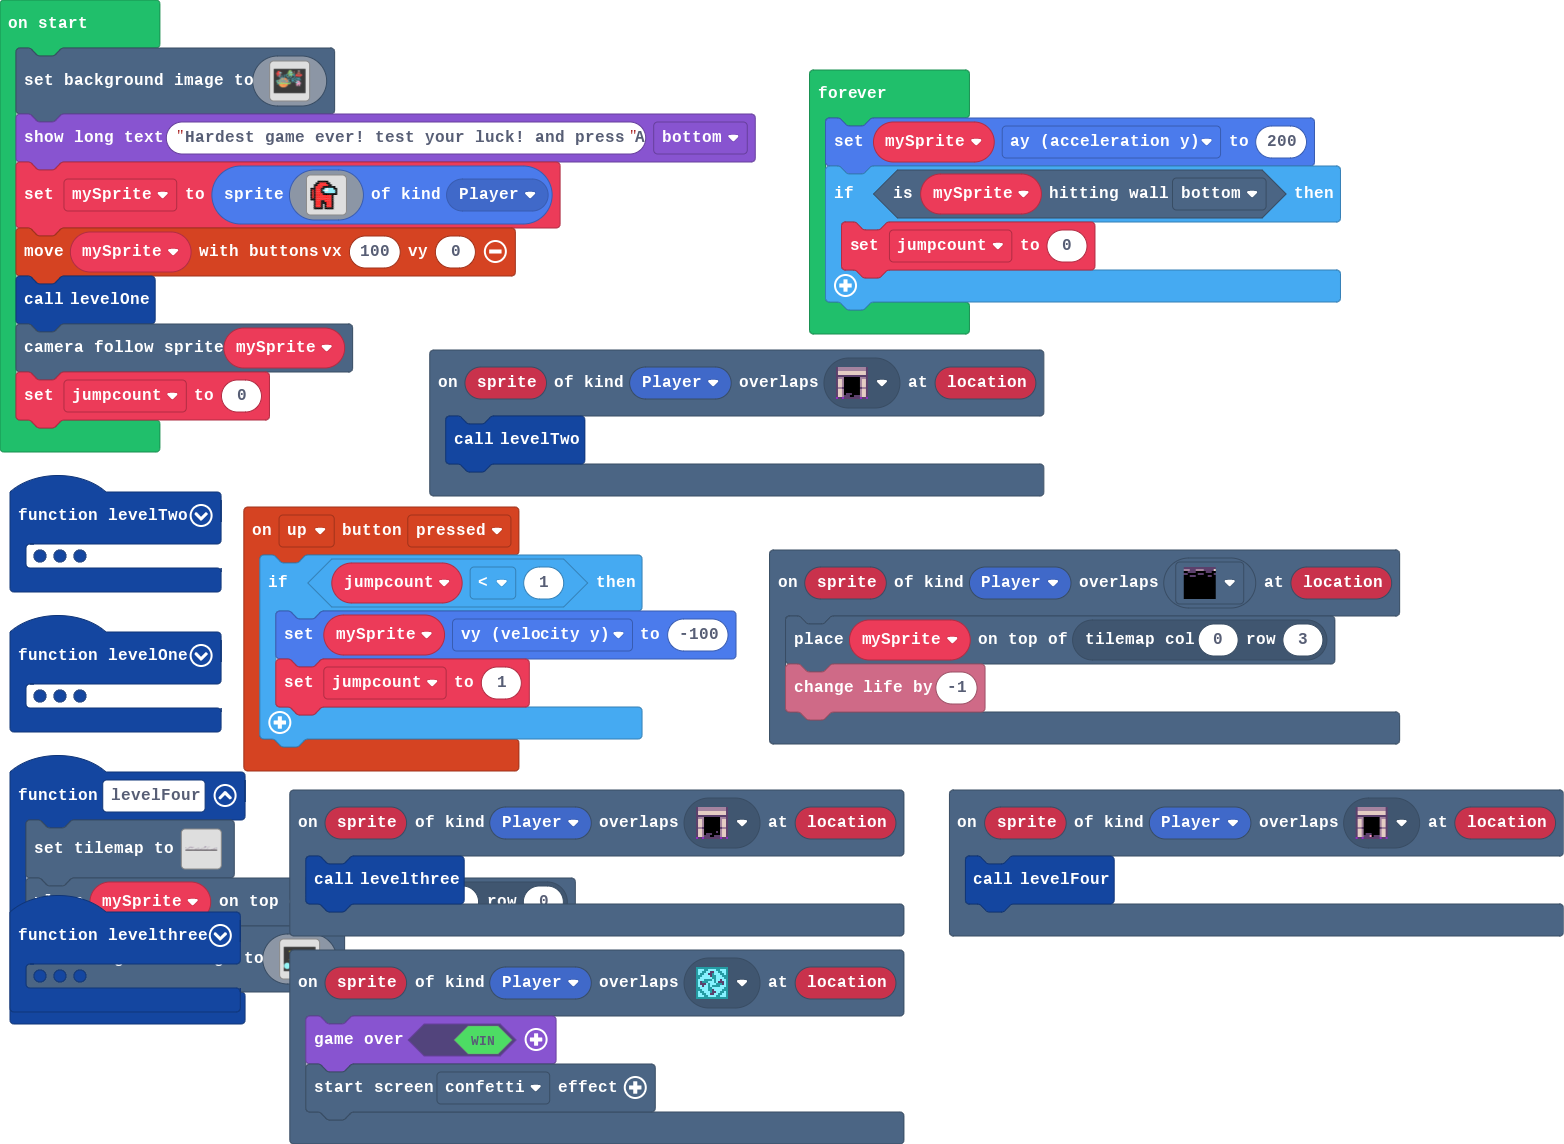 on start
set background image to
show long text "Hardest game ever! test your luck! and press "A bottom
set mySprite to sprite of kind Player
move mySprite with buttons vx 100 vy 0
call levelOne
camera follow sprite mySprite
set jumpcount to 0
forever
set mySprite ay (acceleration y) to 200
if is mySprite hitting wall bottom then
set jumpcount to 0
on sprite of kind Player overlaps at location
call levelTwo
function levelTwo
function levelOne
on up button pressed
if jumpcount < 1 then
set mySprite vy (velocity y) to -100
set jumpcount to 1
on sprite of kind Player overlaps at location
place mySprite on top of tilemap col 0 row 3
change life by -1
function levelFour
set tilemap to
mySprite on top
row 0
function levelthree
to
on sprite of kind Player overlaps at location
call levelthree
on sprite of kind Player overlaps at location
call levelFour
on sprite of kind Player overlaps at location
game over WIN
start screen confetti effect